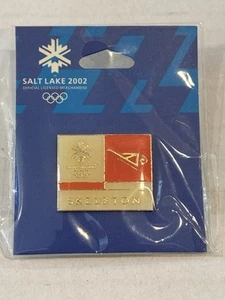 SALT LAKE 2002
OFFICIAL LICENSED MERCHANDISE
SKELETON